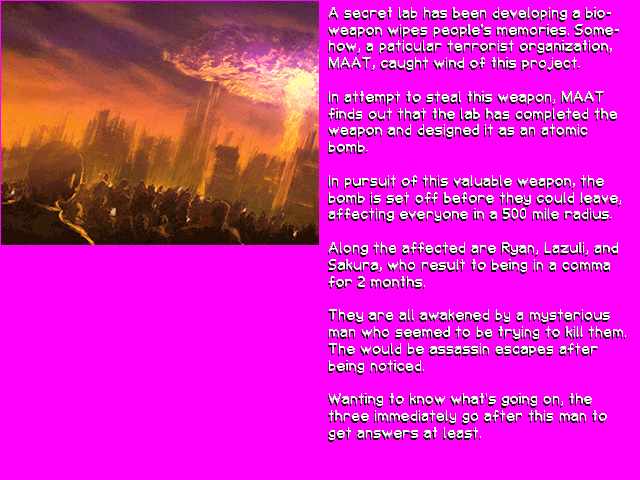 A secret lab has been developing a bio-
weapon wipes people's memories. Some-
how, a paticular terrorist organization,
MAAT, caught wind of this project.
In attempt to steal this weapon, MAAT
finds out that the lab has completed the
weapon and designed it as an atomic
bomb.
In pursuit of this valuable weapon, the
bomb is set off before they could leave,
affecting everyone in a 500 mile radius.
Along the affected are Ryan, Lazuli, and
Sakura, who result to being in a comma
for 2 months.
They are all awakened by a mysterious
man who seemed to be trying to kill them.
The would be assassin escapes after
being noticed.
Wanting to know what's going on, the
three immediately go after this man to
get answers at least.